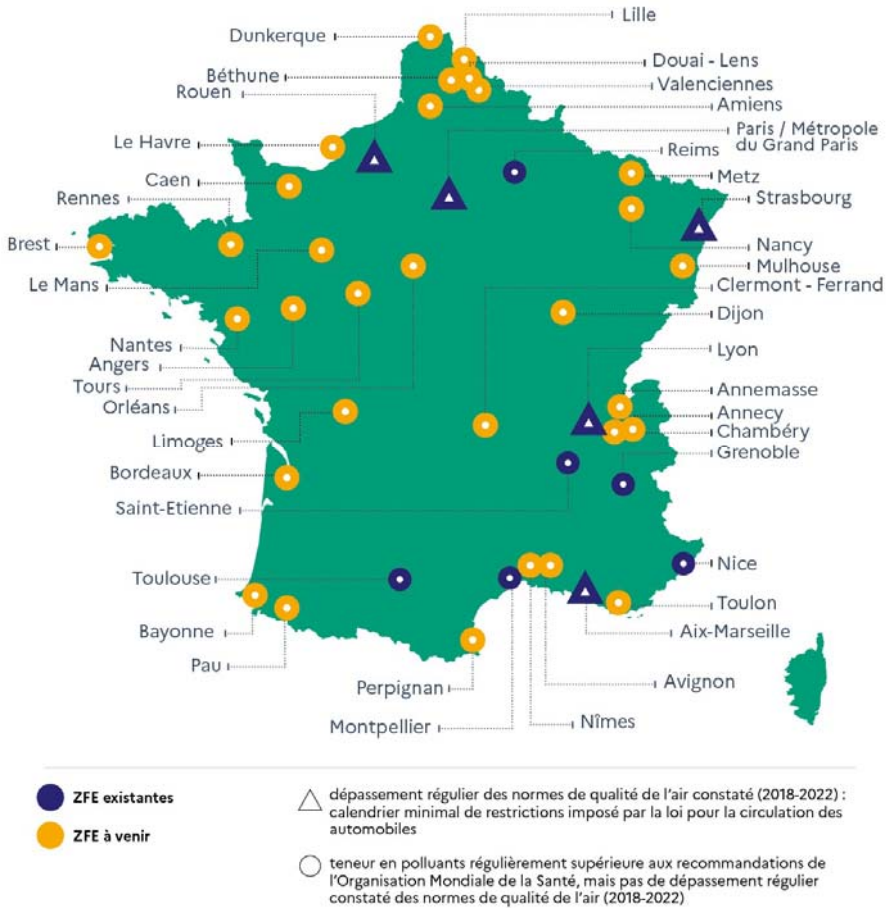 Lille
Dunkerque
Douai - Lens
Béthune
Valenciennes
Rouen
Amiens
Paris / Métropole
du Grand Paris
Le Havre
Reims
Metz
Caen
Strasbourg
Rennes
Brest
Nancy
Mulhouse
Le Mans
Clermont - Ferrand
Dijon
Nantes
Lyon
Angers
Tours
Annemasse
Orléans
Annecy
Chambéry
Limoges
Grenoble
Bordeaux
Saint-Etienne
Nice
Toulouse
Toulon
Bayonne
Aix-Marseille
Pau
Avignon
Perpignan
Nîmes
Montpellier
ZFE existantes
ZFE à venir
dépassement régulier des normes de qualité de l'air constaté (2018-2022) :
calendrier minimal de restrictions imposé par la loi pour la circulation des
automobiles
teneur en polluants régulièrement supérieure aux recommandations de
l'Organisation Mondiale de la Santé, mais pas de dépassement régulier
constaté des normes de qualité de l'air (2018-2022)